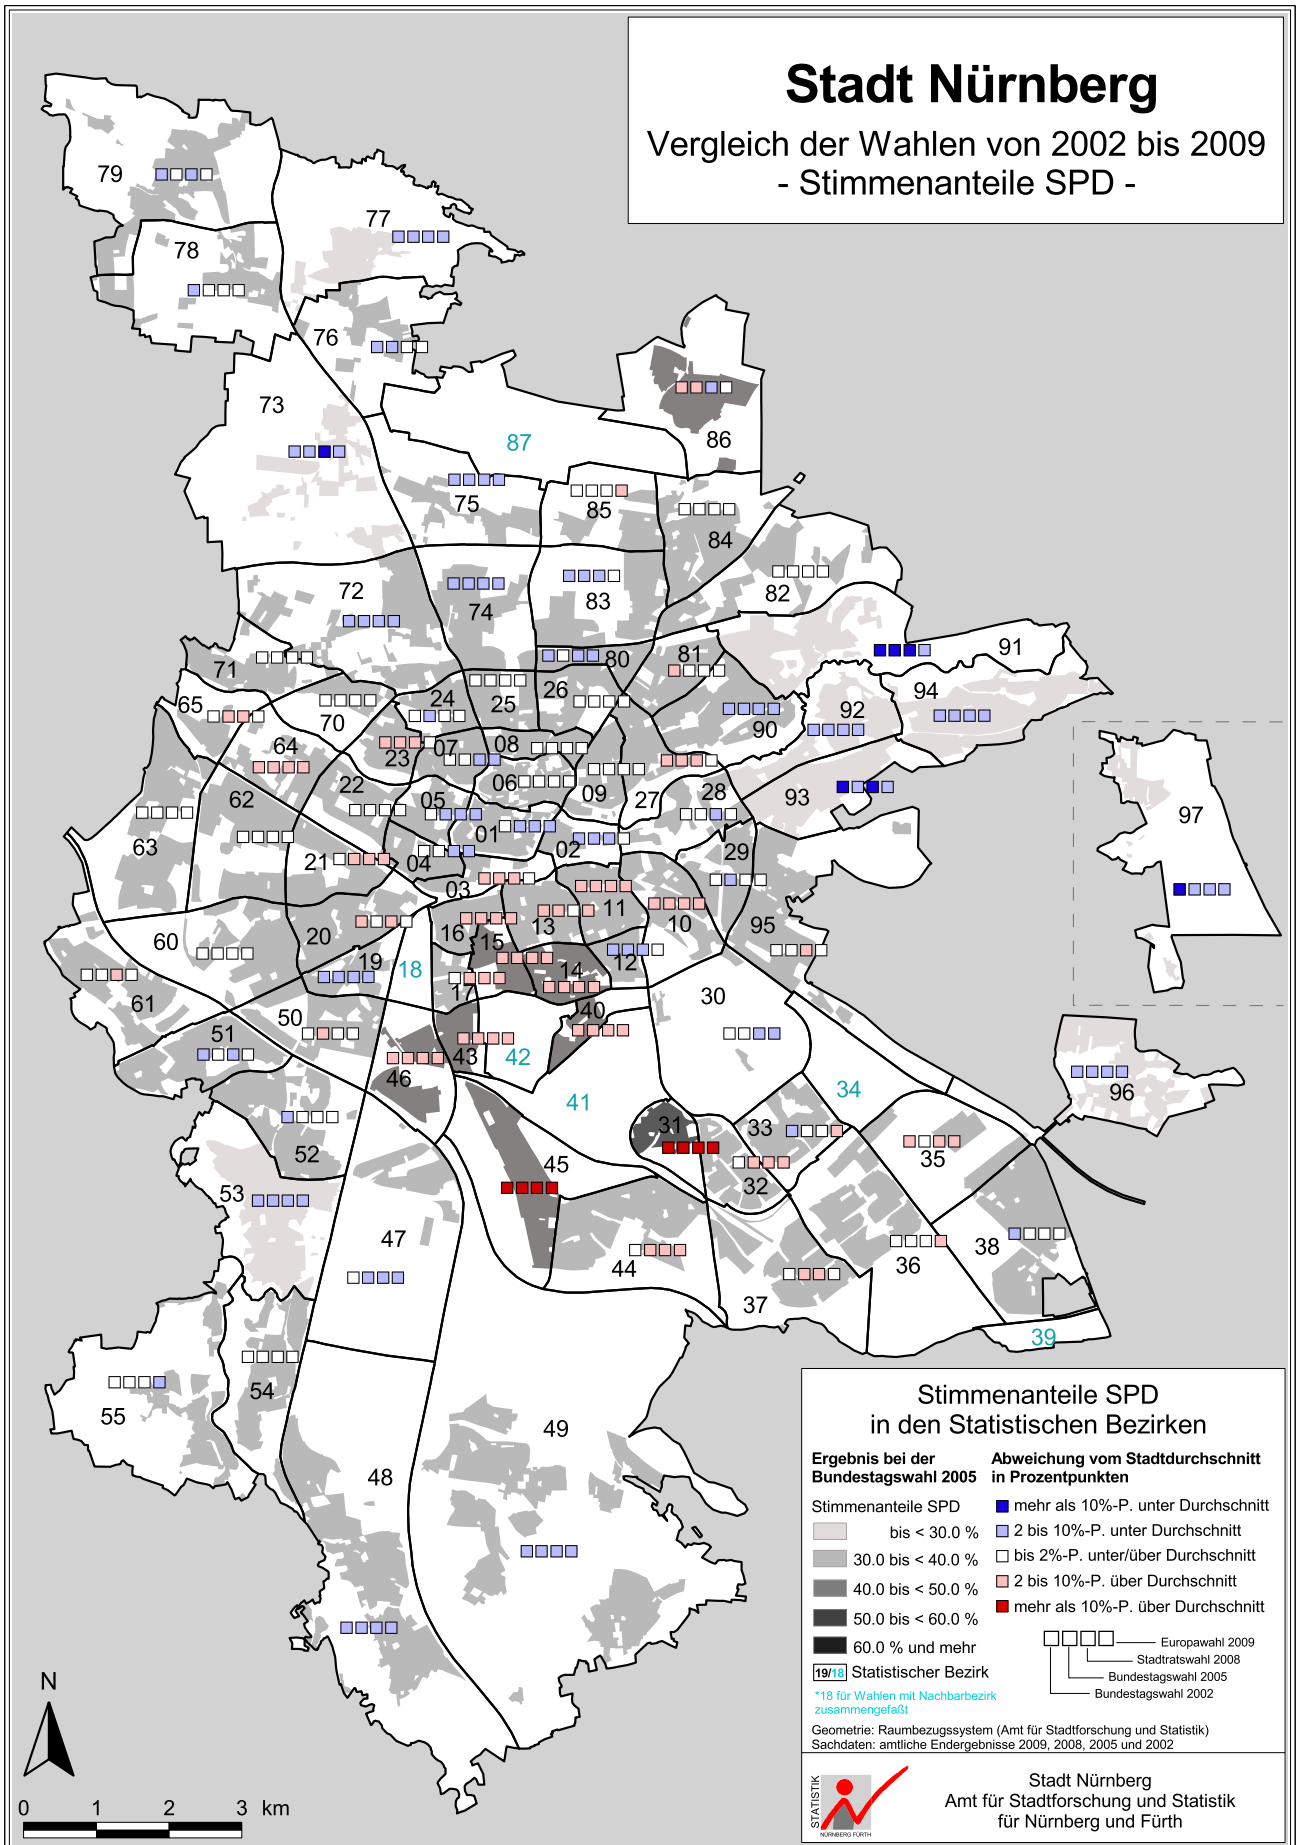 Stadt Nürnberg
Vergleich der Wahlen von 2002 bis 2009
- Stimmenanteile SPD -
79
77
78
76
73
87
86
75
85
84
82
72
74
83
91
71
80
81
94
65
24
25
26
92
70
90
64
23
07
08
22
06
09
27
28
93
97
62
05
01
63
02
29
21
04
03
11
16
13
10
95
60
20
15
19
18
12
14
61
17
30
50
40
51
43
42
46
34
96
41
31
33
52
45
32
35
53
47
44
38
36
37
39
54
55
49
48
Stimmenanteile SPD
in den Statistischen Bezirken
Ergebnis bei der
Bundestagswahl 2005
Stimmenanteile SPD
bis < 30.0 %
30.0 bis < 40.0 %
40.0 bis < 50.0 %
50.0 bis < 60.0 %
60.0 % und mehr
19/18 Statistischer Bezirk
*18 für Wahlen mit Nachbarbezirk
zusammengefaßt
Abweichung vom Stadtdurchschnitt
in Prozentpunkten
mehr als 10%-P. unter Durchschnitt
2 bis 10%-P. unter Durchschnitt
bis 2%-P. unter/über Durchschnitt
2 bis 10%-P. über Durchschnitt
mehr als 10%-P. über Durchschnitt
Europawahl 2009
Stadtratswahl 2008
Bundestagswahl 2005
Bundestagswahl 2002
Geometrie: Raumbezugssystem (Amt für Stadtforschung und Statistik)
Sachdaten: amtliche Endergebnisse 2009, 2008, 2005 und 2002
STATISTIK
NÜRNBERG FÜRTH
Stadt Nürnberg
Amt für Stadtforschung und Statistik
für Nürnberg und Fürth
N
0 1 2 3 km